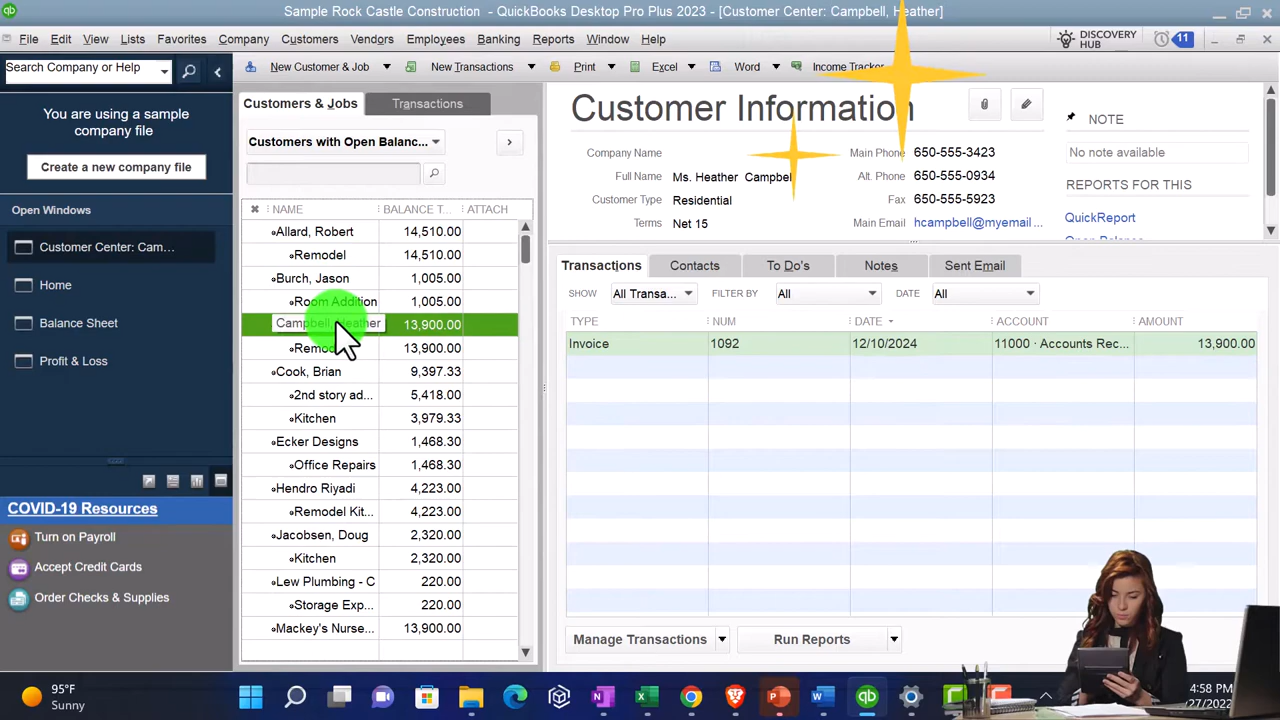 Sample Rock Castle Construction - QuickBooks Desktop Pro Plus 2023 - [Customer Center: Campbell, Heather]
File Edit View Lists Favorites Company Customers Vendors Employees Banking Reports Window Help
DISCOVERY HUB
11
Search Company or Help
New Customer & Job New Transactions Print Excel Word Income Tracker
You are using a sample company file
Create a new company file
Open Windows
Customer Center: Cam...
Home
Balance Sheet
Profit & Loss
COVID-19 Resources
Turn on Payroll
Accept Credit Cards
Order Checks & Supplies
Customers & Jobs Transactions
Customers with Open Balanc...
NAME BALANCE T... ATTACH
Allard, Robert 14,510.00
Remodel 14,510.00
Burch, Jason 1,005.00
Room Addition 1,005.00
Campbell, Heather 13,900.00
Remod 13,900.00
Cook, Brian 9,397.33
2nd story ad... 5,418.00
Kitchen 3,979.33
Ecker Designs 1,468.30
Office Repairs 1,468.30
Hendro Riyadi 4,223.00
Remodel Kit... 4,223.00
Jacobsen, Doug 2,320.00
Kitchen 2,320.00
Lew Plumbing - C 220.00
Storage Exp... 220.00
Mackey's Nurse... 13,900.00
Customer Information
Company Name
Full Name Ms. Heather Campbell
Customer Type Residential
Terms Net 15
Main Phone 650-555-3423
Alt. Phone 650-555-0934
Fax 650-555-5923
Main Email hcampbell@myemail ...
NOTE
No note available
REPORTS FOR THIS
QuickReport
Open Balance
Transactions Contacts To Do's Notes Sent Email
SHOW All Transa... FILTER BY All DATE All
TYPE NUM DATE ACCOUNT AMOUNT
Invoice 1092 12/10/2024 11000 · Accounts Rec... 13,900.00
Manage Transactions Run Reports
95°F
Sunny
4:58 PM
/27/2022